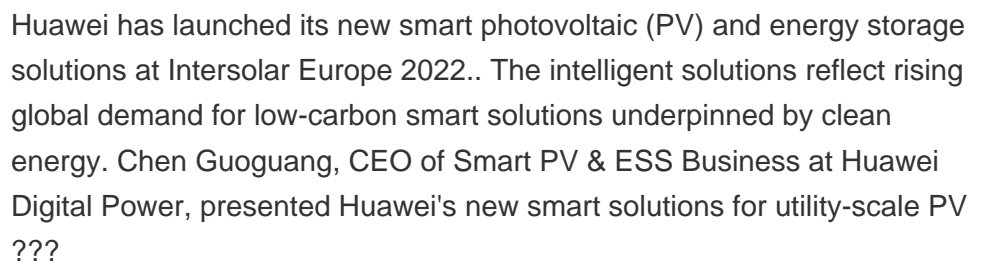 Huawei has launched its new smart photovoltaic (PV) and energy storage
solutions at Intersolar Europe 2022.. The intelligent solutions reflect rising
global demand for low-carbon smart solutions underpinned by clean
energy. Chen Guoguang, CEO of Smart PV & ESS Business at Huawei
Digital Power, presented Huawei's new smart solutions for utility-scale PV
???